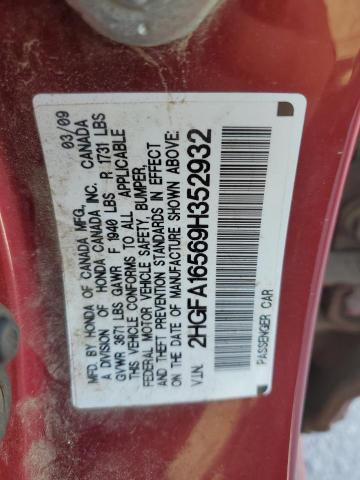 MFD. BY HONDA OF CANADA MFG., CANADA 03/09
A DIVISION OF HONDA CANADA INC.
GVWR 3671 LBS GAWR F 1940 LBS R 1731 LBS
THIS VEHICLE CONFORMS TO ALL APPLICABLE
FEDERAL MOTOR VEHICLE SAFETY, BUMPER,
AND THEFT PREVENTION STANDARDS IN EFFECT
ON THE DATE OF MANUFACTURE SHOWN ABOVE.
V.I.N. 2HGFA16569H352932
PASSENGER CAR